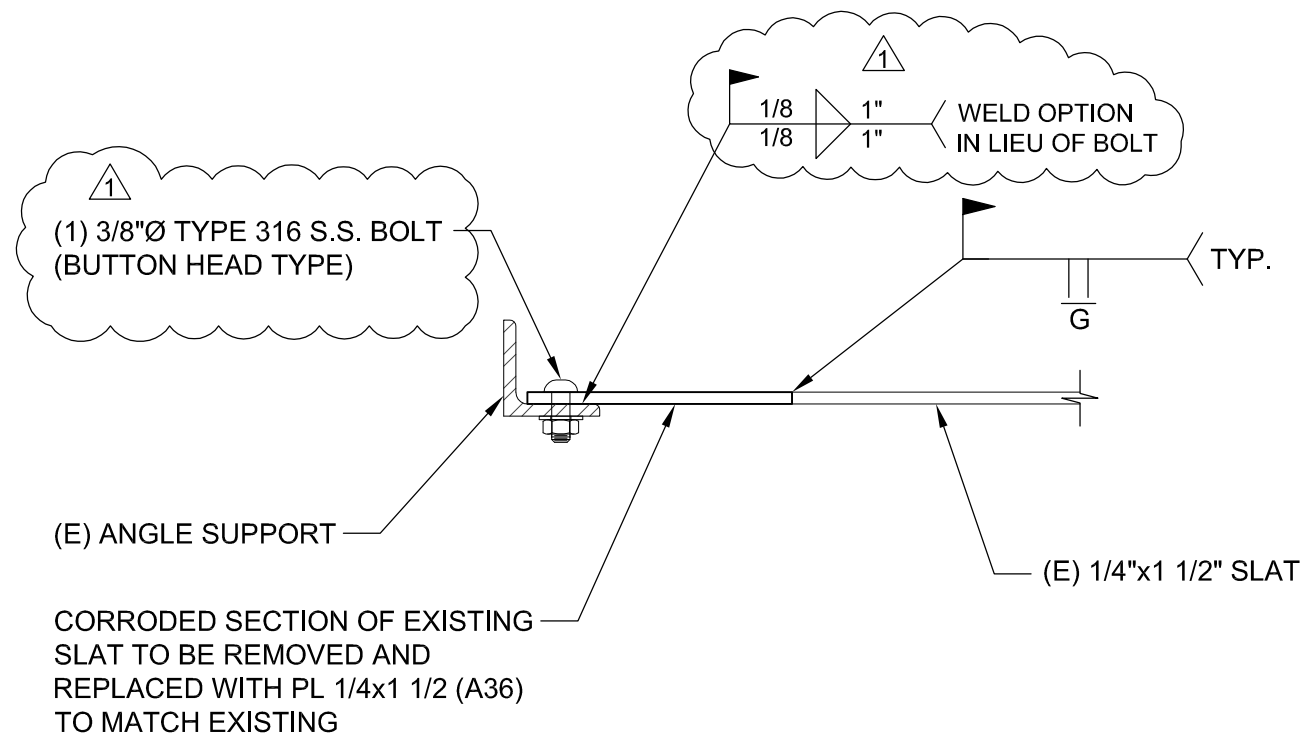 1
1/8 1"
1/8 1"
WELD OPTION
IN LIEU OF BOLT
1
(1) 3/8"Ø TYPE 316 S.S. BOLT
(BUTTON HEAD TYPE)
TYP.
G
(E) ANGLE SUPPORT
(E) 1/4"x1 1/2" SLAT
CORRODED SECTION OF EXISTING
SLAT TO BE REMOVED AND
REPLACED WITH PL 1/4x1 1/2 (A36)
TO MATCH EXISTING